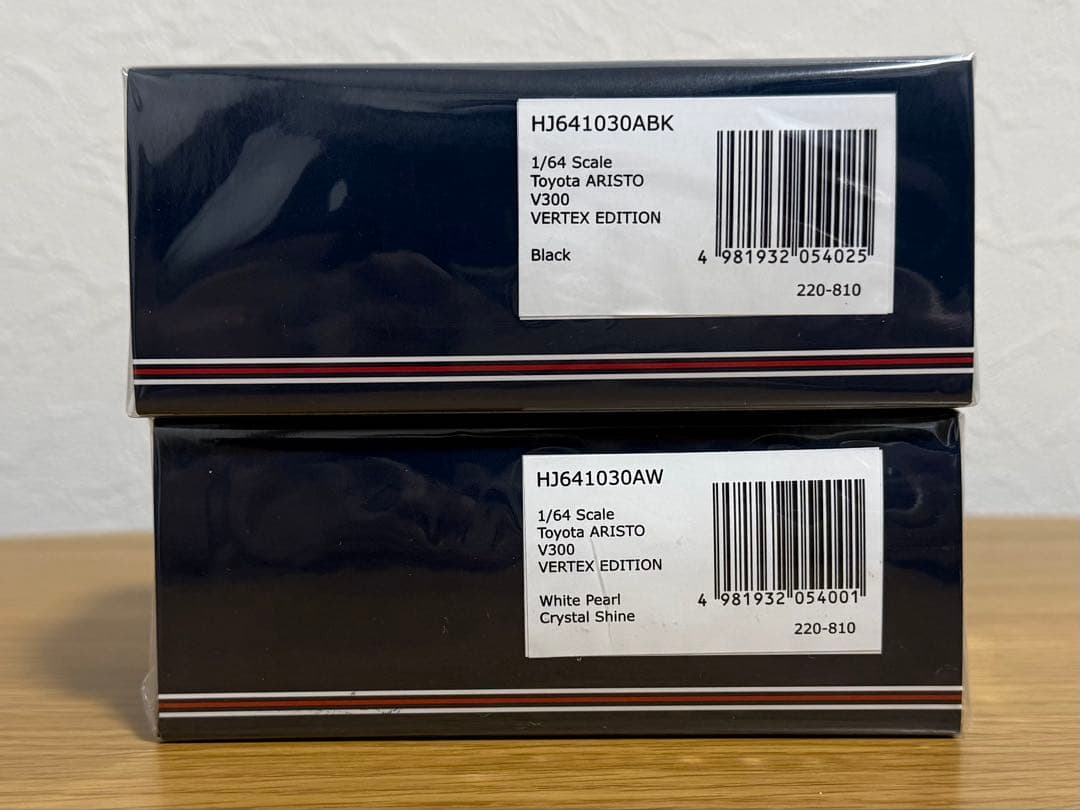 HJ641030ABK
1/64 Scale
Toyota ARISTO
V300
VERTEX EDITION
Black
4 981932 054025
220-810
HJ641030AW
1/64 Scale
Toyota ARISTO
V300
VERTEX EDITION
White Pearl
Crystal Shine
4 981932 054001
220-810